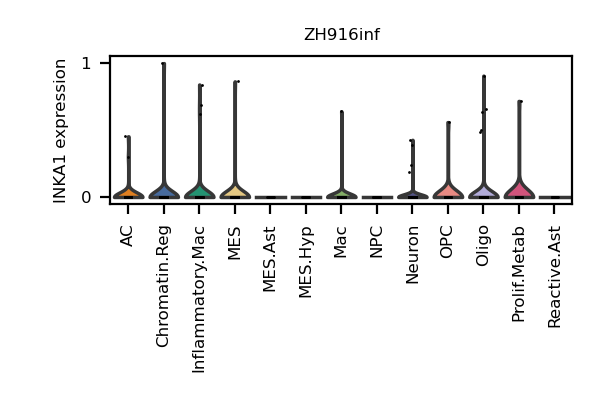 ZH916inf
INKA1 expression
1
0
AC
Chromatin.Reg
Inflammatory.Mac
MES
MES.Ast
MES.Hyp
Mac
NPC
Neuron
OPC
Oligo
Prolif.Metab
Reactive.Ast